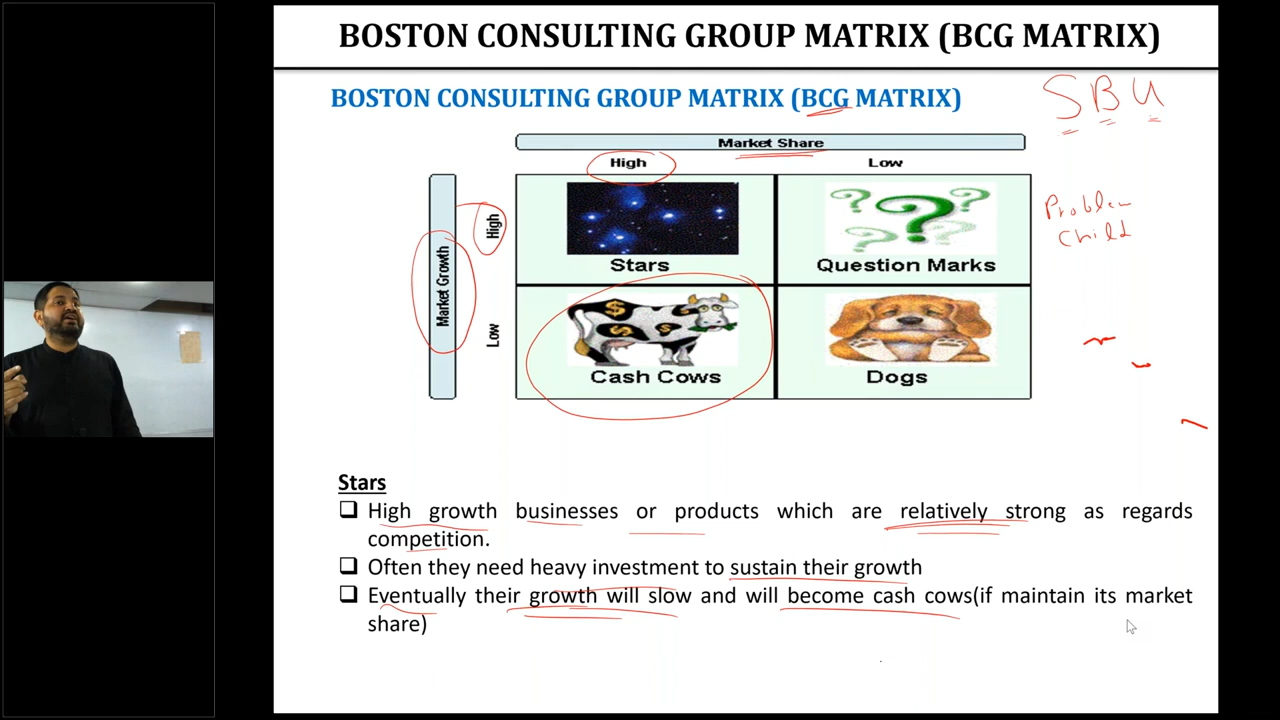 BOSTON CONSULTING GROUP MATRIX (BCG MATRIX)
BOSTON CONSULTING GROUP MATRIX (BCG MATRIX)
SBU
Market Share
High
Low
Market Growth
High
Low
Stars
Question Marks
Problem
Child
Cash Cows
Dogs
Stars
❑ High growth businesses or products which are relatively strong as regards
competition.
❑ Often they need heavy investment to sustain their growth
❑ Eventually their growth will slow and will become cash cows(if maintain its market
share)